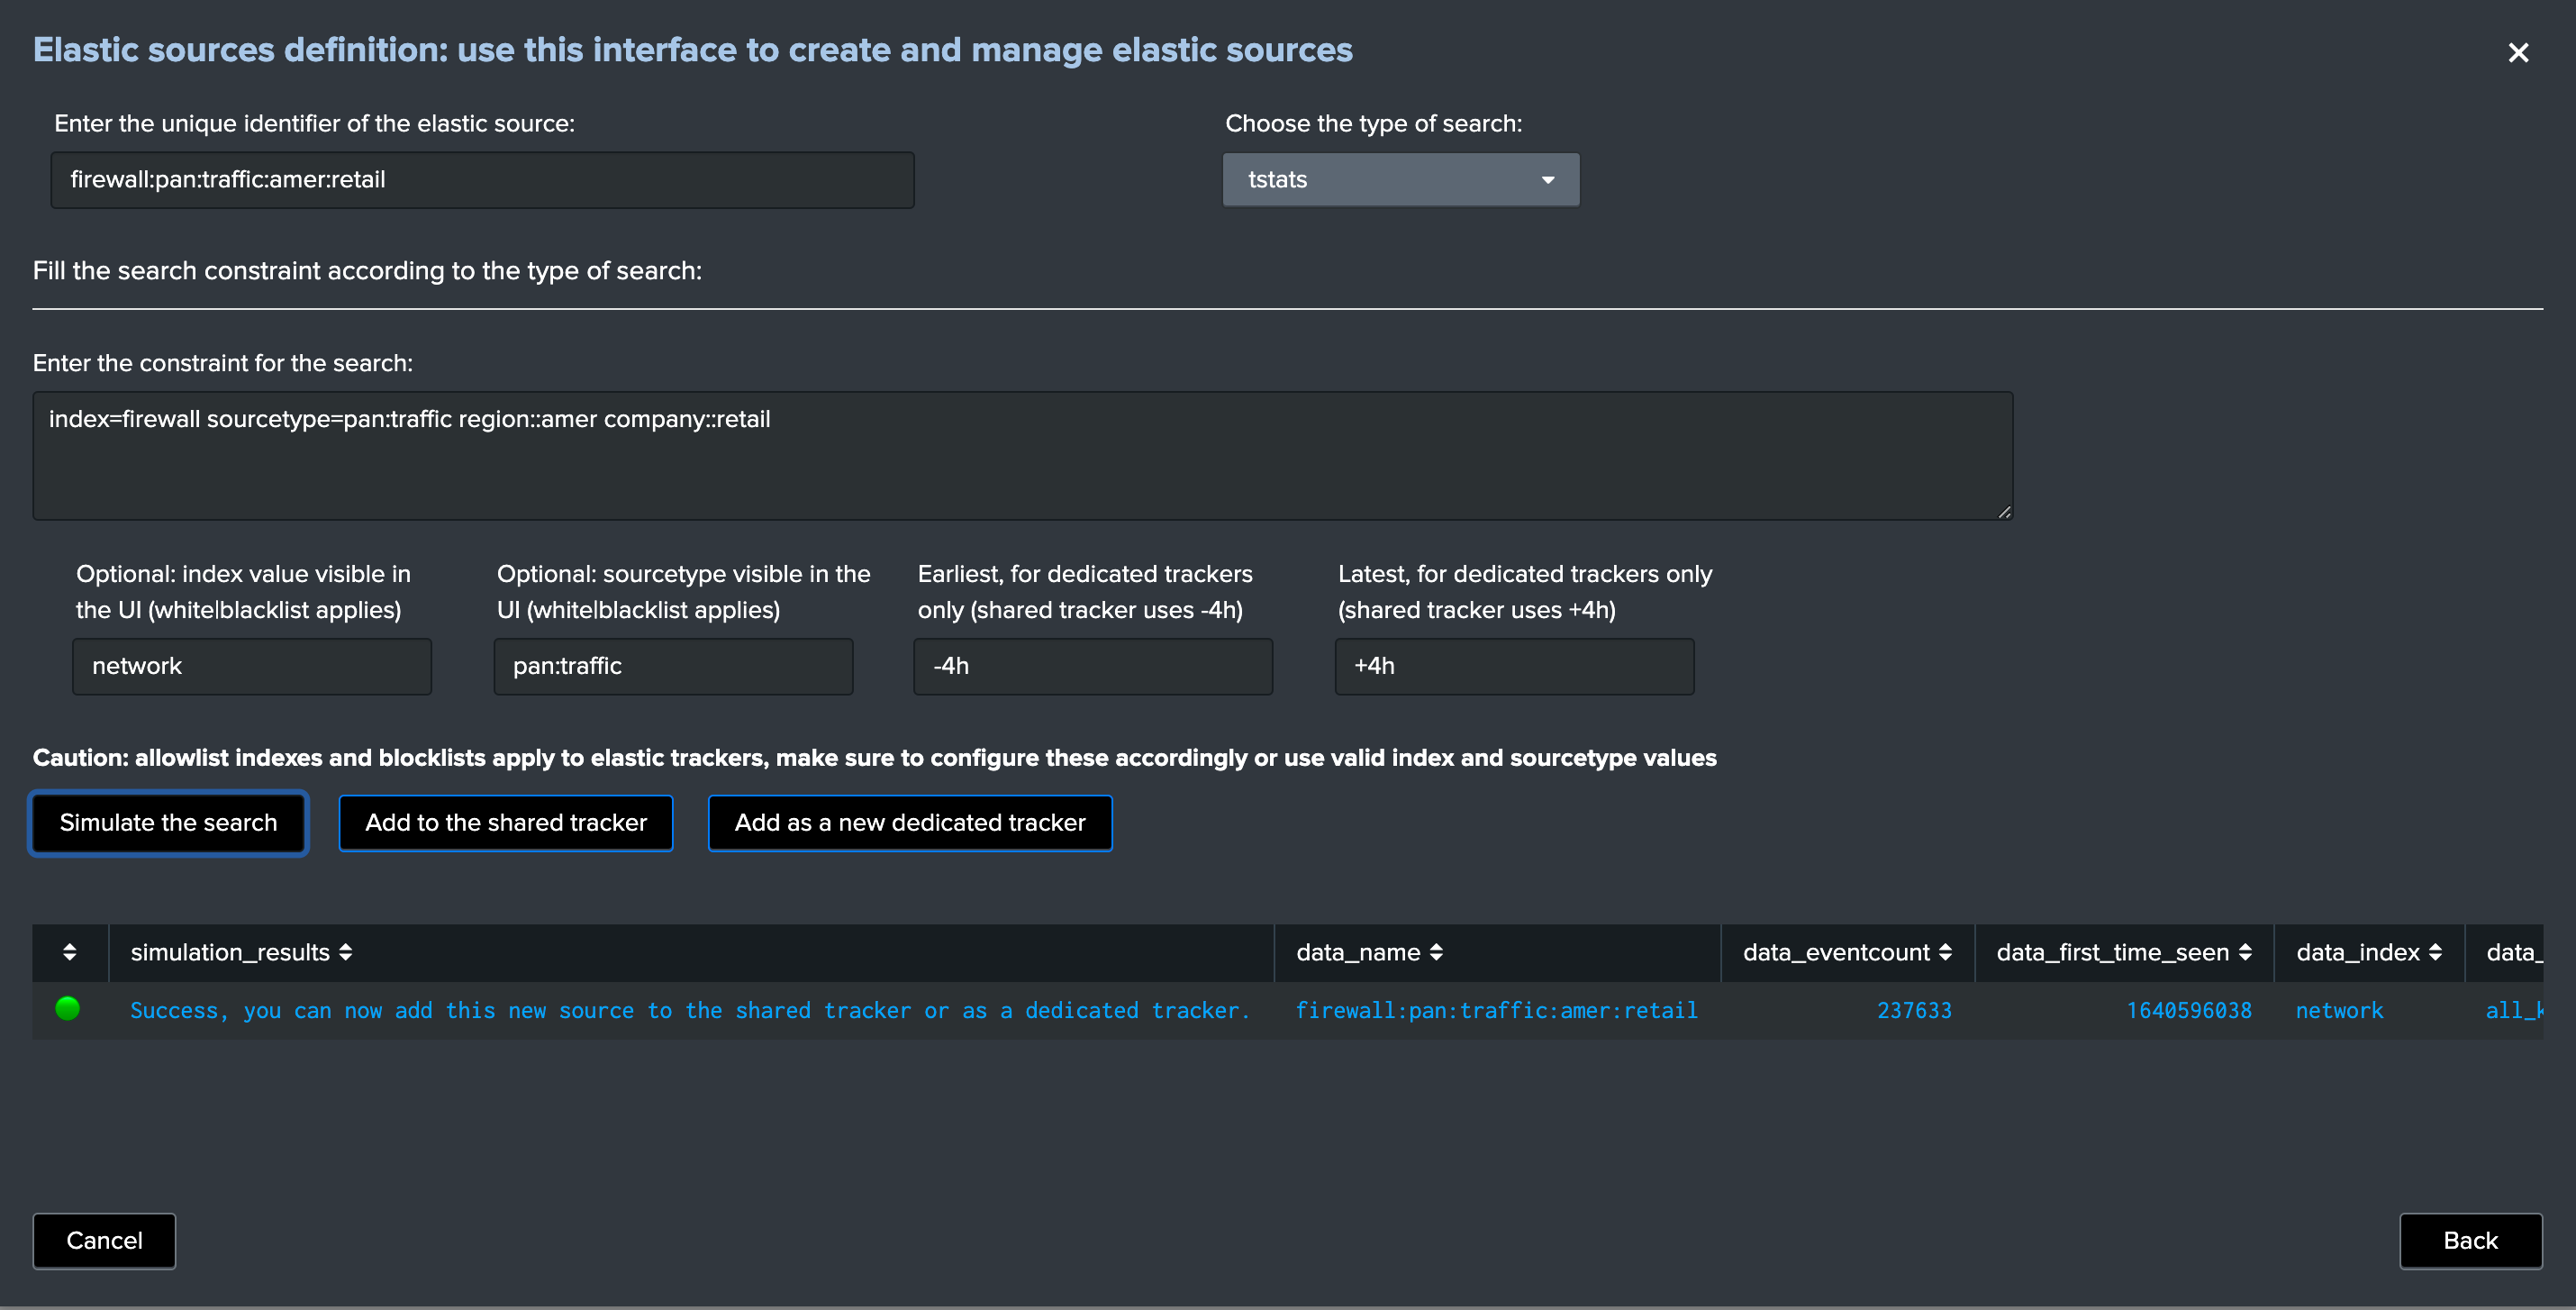 Elastic sources definition: use this interface to create and manage elastic sources
Enter the unique identifier of the elastic source:
Choose the type of search:
firewall:pan:traffic:amer:retail
tstats
Fill the search constraint according to the type of search:
Enter the constraint for the search:
index=firewall sourcetype=pan:traffic region::amer company::retail
Optional: index value visible in
the UI (white|blacklist applies)
Optional: sourcetype visible in the
UI (white|blacklist applies)
Earliest, for dedicated trackers
only (shared tracker uses -4h)
Latest, for dedicated trackers only
(shared tracker uses +4h)
network
pan:traffic
-4h
+4h
Caution: allowlist indexes and blocklists apply to elastic trackers, make sure to configure these accordingly or use valid index and sourcetype values
Simulate the search
Add to the shared tracker
Add as a new dedicated tracker
simulation_results data_name data_eventcount data_first_time_seen data_index data_
Success, you can now add this new source to the shared tracker or as a dedicated tracker. firewall:pan:traffic:amer:retail 237633 1640596038 network all_k
Cancel
Back